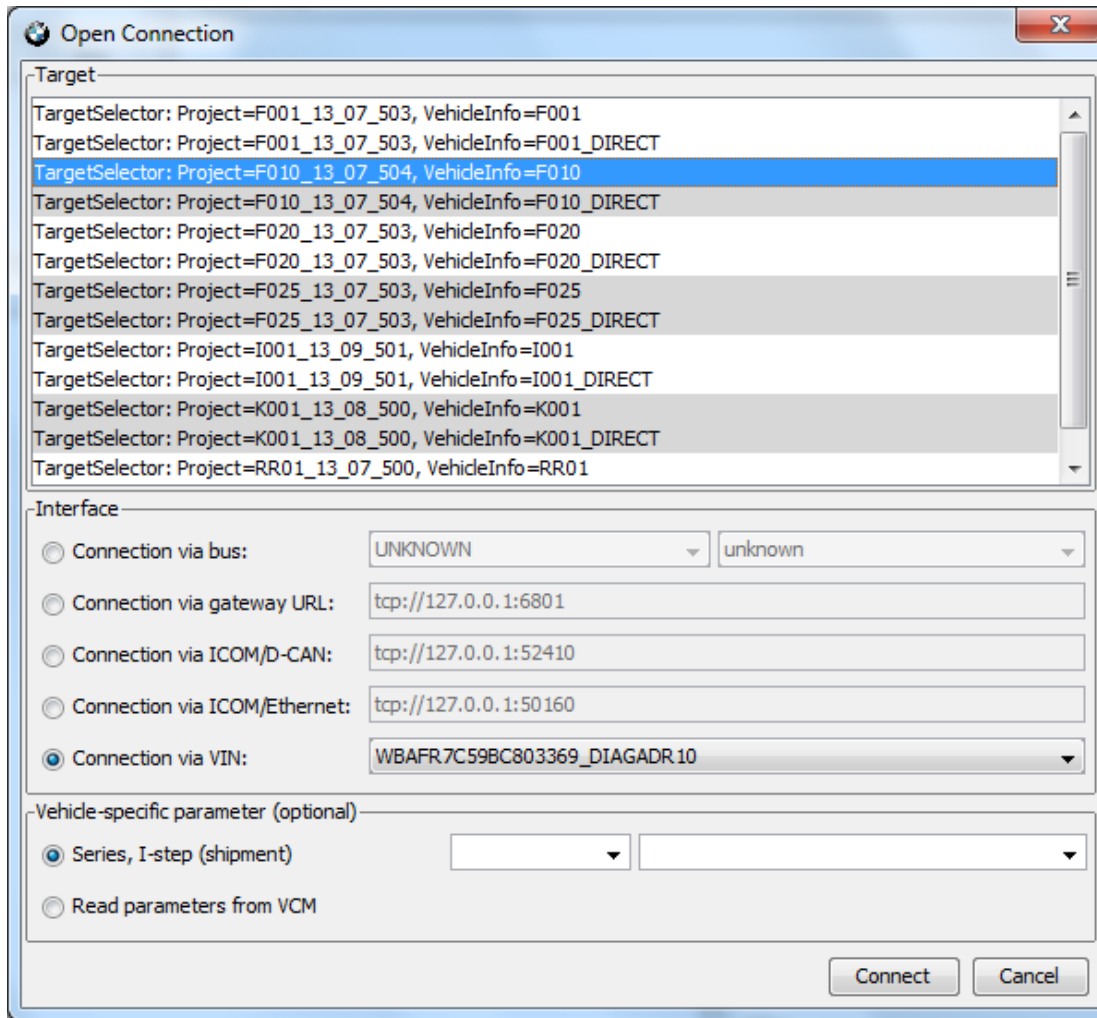 Open Connection
Target
TargetSelector: Project=F001_13_07_503, VehicleInfo=F001
TargetSelector: Project=F001_13_07_503, VehicleInfo=F001_DIRECT
TargetSelector: Project=F010_13_07_504, VehicleInfo=F010
TargetSelector: Project=F010_13_07_504, VehicleInfo=F010_DIRECT
TargetSelector: Project=F020_13_07_503, VehicleInfo=F020
TargetSelector: Project=F020_13_07_503, VehicleInfo=F020_DIRECT
TargetSelector: Project=F025_13_07_503, VehicleInfo=F025
TargetSelector: Project=F025_13_07_503, VehicleInfo=F025_DIRECT
TargetSelector: Project=I001_13_09_501, VehicleInfo=I001
TargetSelector: Project=I001_13_09_501, VehicleInfo=I001_DIRECT
TargetSelector: Project=K001_13_08_500, VehicleInfo=K001
TargetSelector: Project=K001_13_08_500, VehicleInfo=K001_DIRECT
TargetSelector: Project=RR01_13_07_500, VehicleInfo=RR01
Interface
Connection via bus: UNKNOWN unknown
Connection via gateway URL: tcp://127.0.0.1:6801
Connection via ICOM/D-CAN: tcp://127.0.0.1:52410
Connection via ICOM/Ethernet: tcp://127.0.0.1:50160
Connection via VIN: WBAFR7C59BC803369_DIAGADR10
Vehicle-specific parameter (optional)
Series, I-step (shipment)
Read parameters from VCM
Connect Cancel